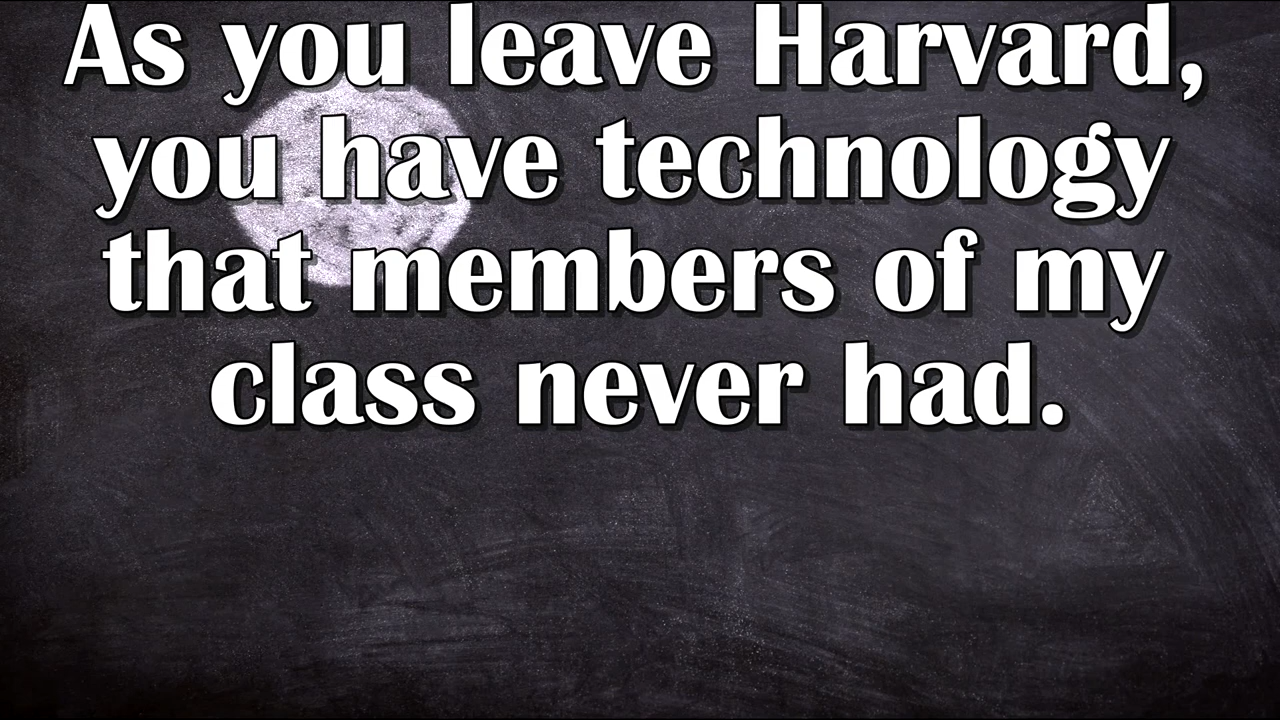 As you leave Harvard,
you have technology
that members of my
class never had.